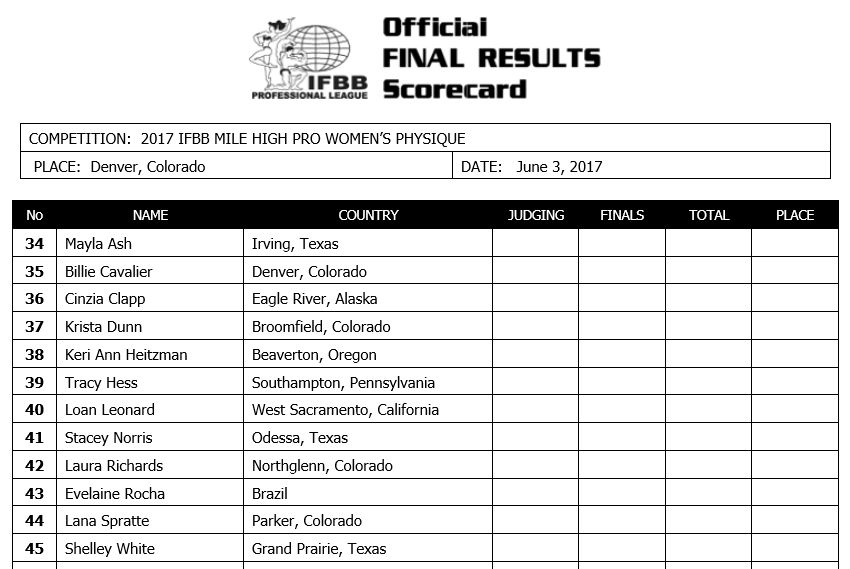 Official
FINAL RESULTS
Scorecard
IFBB
PROFESSIONAL LEAGUE
COMPETITION: 2017 IFBB MILE HIGH PRO WOMEN'S PHYSIQUE
PLACE: Denver, Colorado DATE: June 3, 2017
No NAME COUNTRY JUDGING FINALS TOTAL PLACE
34 Mayla Ash Irving, Texas
35 Billie Cavalier Denver, Colorado
36 Cinzia Clapp Eagle River, Alaska
37 Krista Dunn Broomfield, Colorado
38 Keri Ann Heitzman Beaverton, Oregon
39 Tracy Hess Southampton, Pennsylvania
40 Loan Leonard West Sacramento, California
41 Stacey Norris Odessa, Texas
42 Laura Richards Northglenn, Colorado
43 Evelaine Rocha Brazil
44 Lana Spratte Parker, Colorado
45 Shelley White Grand Prairie, Texas